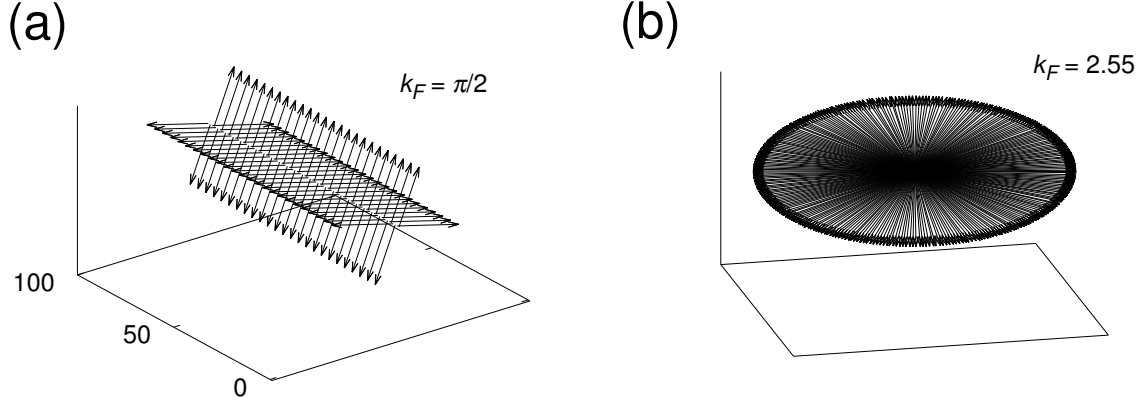 (a)
k_F = π/2
100
50
0
(b)
k_F = 2.55